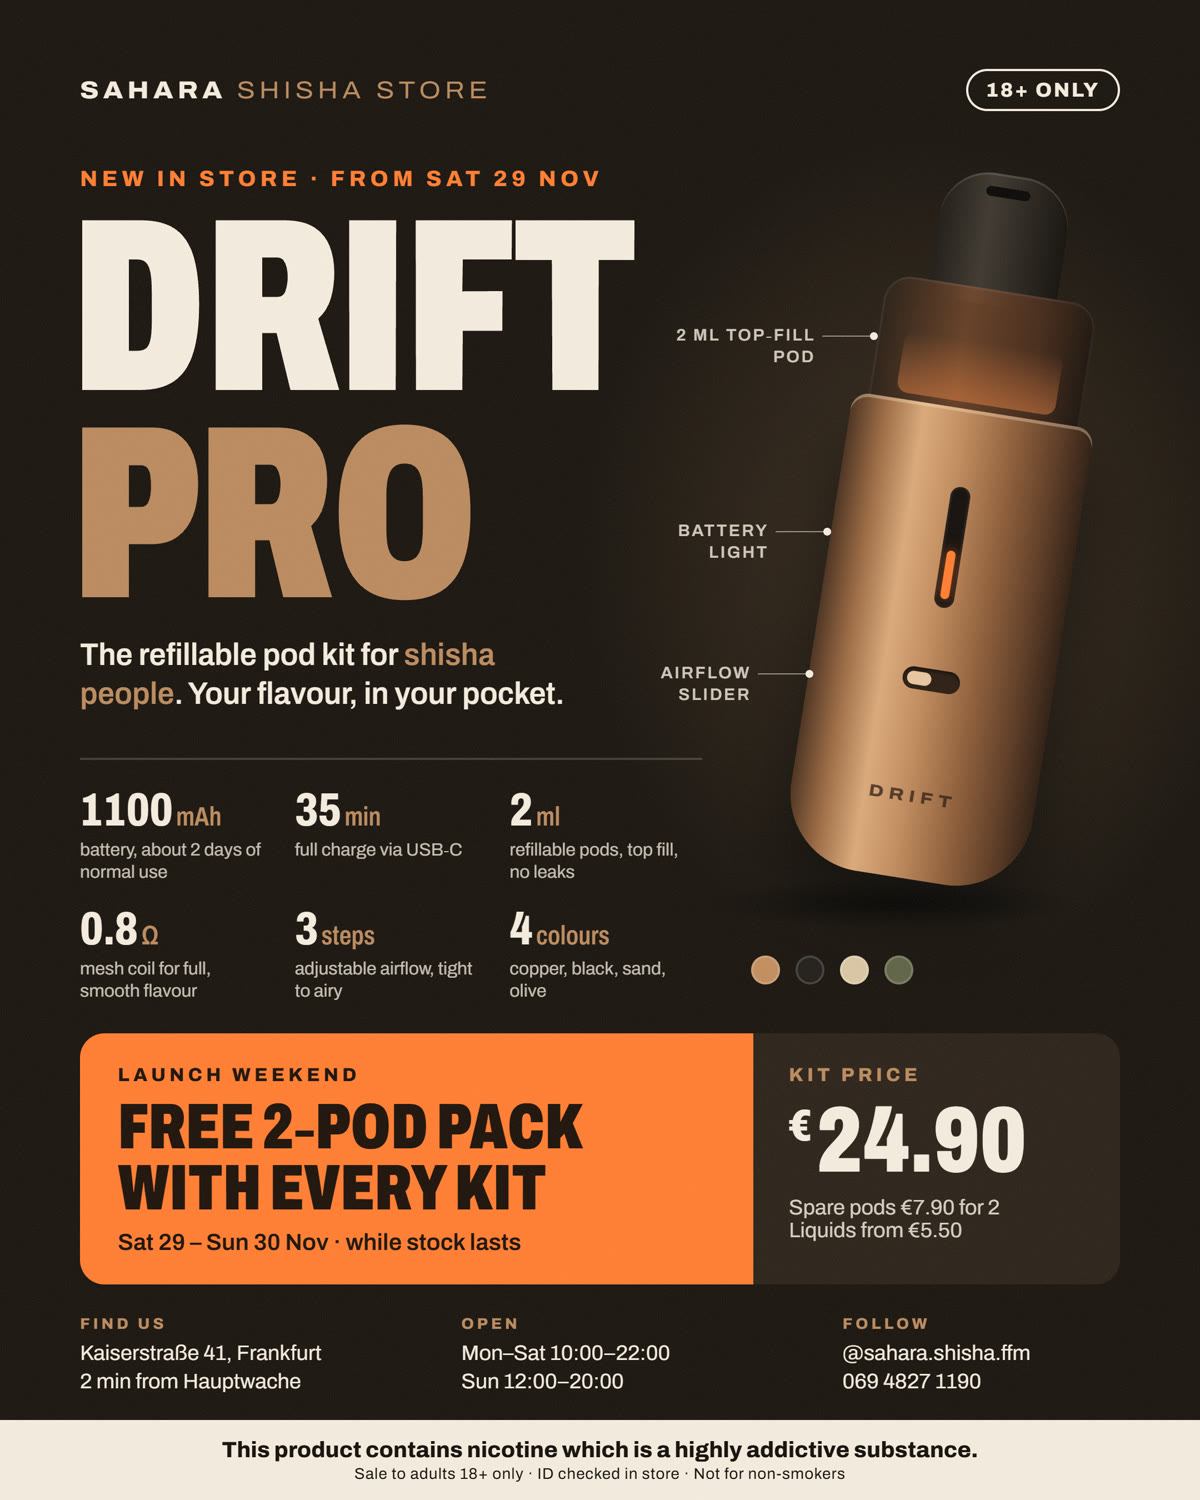 SAHARA SHISHA STORE
18+ ONLY
NEW IN STORE · FROM SAT 29 NOV
DRIFT
PRO
The refillable pod kit for shisha
people. Your flavour, in your pocket.
2 ML TOP-FILL
POD
BATTERY
LIGHT
AIRFLOW
SLIDER
DRIFT
1100 mAh
battery, about 2 days of
normal use
35 min
full charge via USB-C
2 ml
refillable pods, top fill,
no leaks
0.8 Ω
mesh coil for full,
smooth flavour
3 steps
adjustable airflow, tight
to airy
4 colours
copper, black, sand,
olive
LAUNCH WEEKEND
FREE 2-POD PACK
WITH EVERY KIT
Sat 29 – Sun 30 Nov · while stock lasts
KIT PRICE
€24.90
Spare pods €7.90 for 2
Liquids from €5.50
FIND US
Kaiserstraße 41, Frankfurt
2 min from Hauptwache
OPEN
Mon–Sat 10:00–22:00
Sun 12:00–20:00
FOLLOW
@sahara.shisha.ffm
069 4827 1190
This product contains nicotine which is a highly addictive substance.
Sale to adults 18+ only · ID checked in store · Not for non-smokers